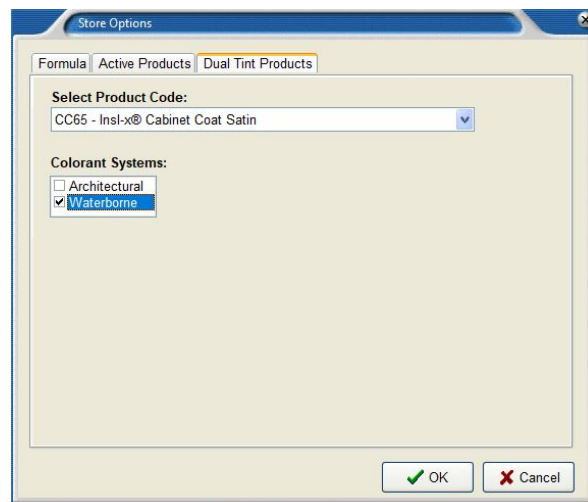 Store Options
Formula Active Products Dual Tint Products
Select Product Code:
CC65 - Insl-x® Cabinet Coat Satin
Colorant Systems:
Architectural
Waterborne
OK Cancel